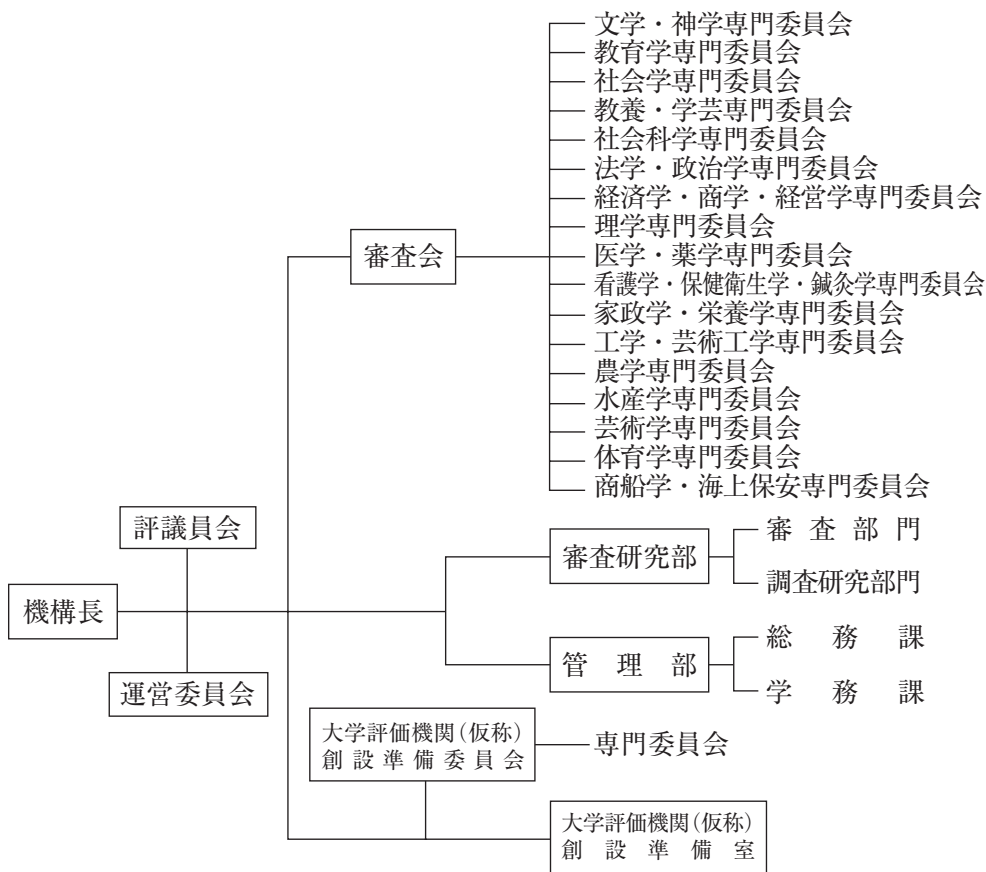 文学・神学専門委員会
教育学専門委員会
社会学専門委員会
教養・学芸専門委員会
社会科学専門委員会
法学・政治学専門委員会
経済学・商学・経営学専門委員会
理学専門委員会
審査会
医学・薬学専門委員会
看護学・保健衛生学・鍼灸学専門委員会
家政学・栄養学専門委員会
工学・芸術工学専門委員会
農学専門委員会
水産学専門委員会
芸術学専門委員会
体育学専門委員会
商船学・海上保安専門委員会
評議員会
審査研究部
審査部門
調査研究部門
機構長
管理部
総務課
学務課
運営委員会
大学評価機関(仮称)
創設準備委員会
専門委員会
大学評価機関(仮称)
創設準備室